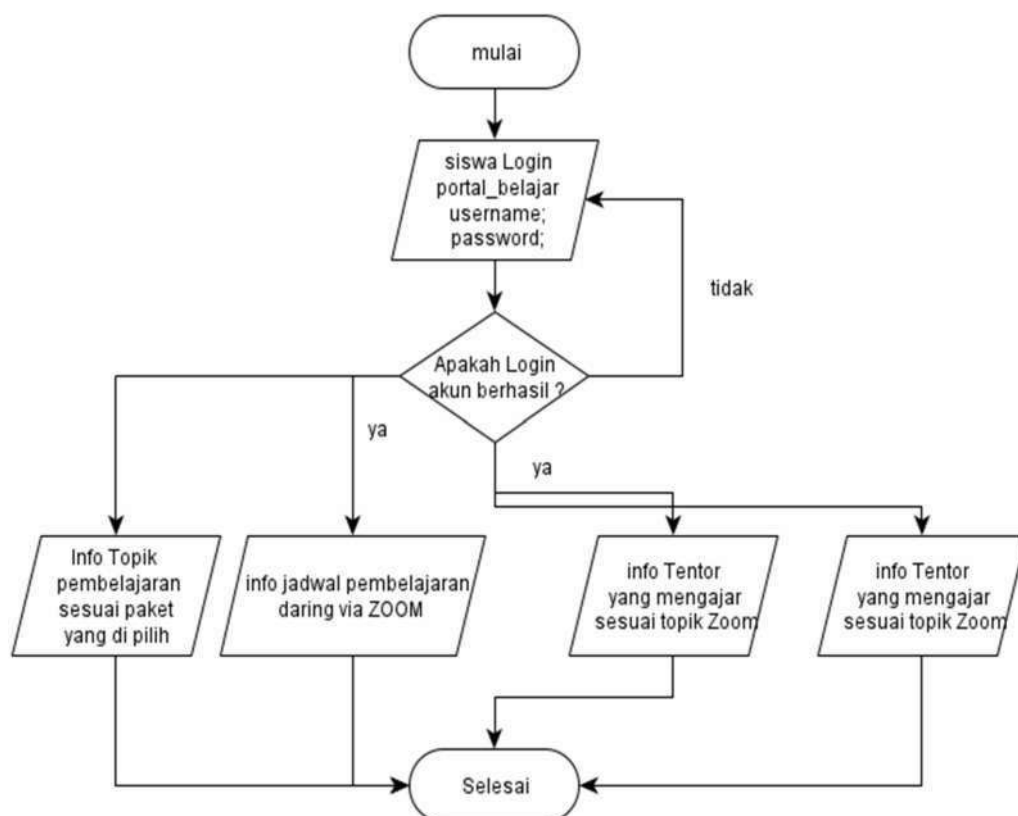 mulai
siswa Login
portal_belajar
username;
password;
tidak
Apakah Login
akun berhasil ?
ya
ya
Info Topik
pembelajaran
sesuai paket
yang di pilih
info jadwal pembelajaran
daring via ZOOM
info Tentor
yang mengajar
sesuai topik Zoom
info Tentor
yang mengajar
sesuai topik Zoom
Selesai